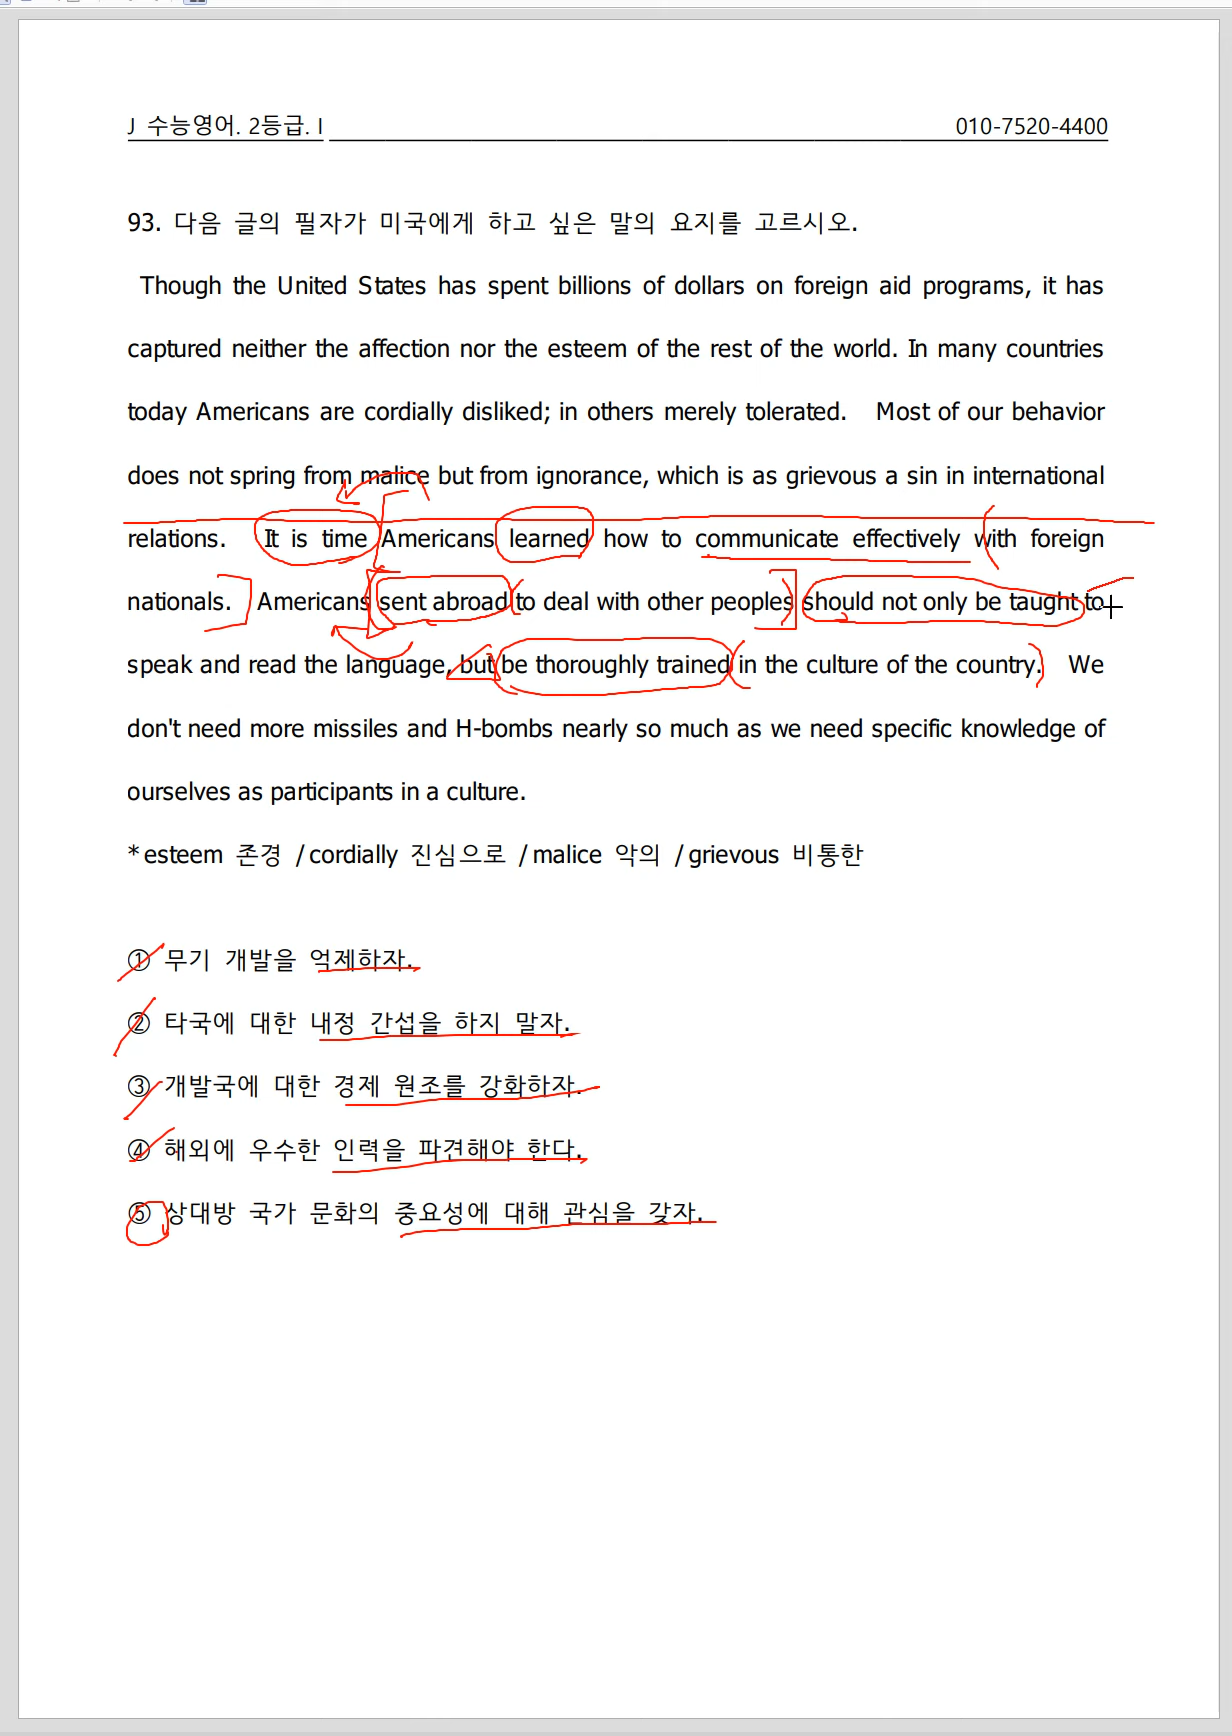 J 수능영어. 2등급. I 010-7520-4400
93. 다음 글의 필자가 미국에게 하고 싶은 말의 요지를 고르시오.
Though the United States has spent billions of dollars on foreign aid programs, it has
captured neither the affection nor the esteem of the rest of the world. In many countries
today Americans are cordially disliked; in others merely tolerated. Most of our behavior
does not spring from malice but from ignorance, which is as grievous a sin in international
relations. It is time Americans learned how to communicate effectively with foreign
nationals. Americans sent abroad to deal with other peoples should not only be taught to
speak and read the language, but be thoroughly trained in the culture of the country. We
don't need more missiles and H-bombs nearly so much as we need specific knowledge of
ourselves as participants in a culture.
* esteem 존경 / cordially 진심으로 / malice 악의 / grievous 비통한
① 무기 개발을 억제하자.
② 타국에 대한 내정 간섭을 하지 말자.
③ 개발국에 대한 경제 원조를 강화하자.
④ 해외에 우수한 인력을 파견해야 한다.
⑤ 상대방 국가 문화의 중요성에 대해 관심을 갖자.